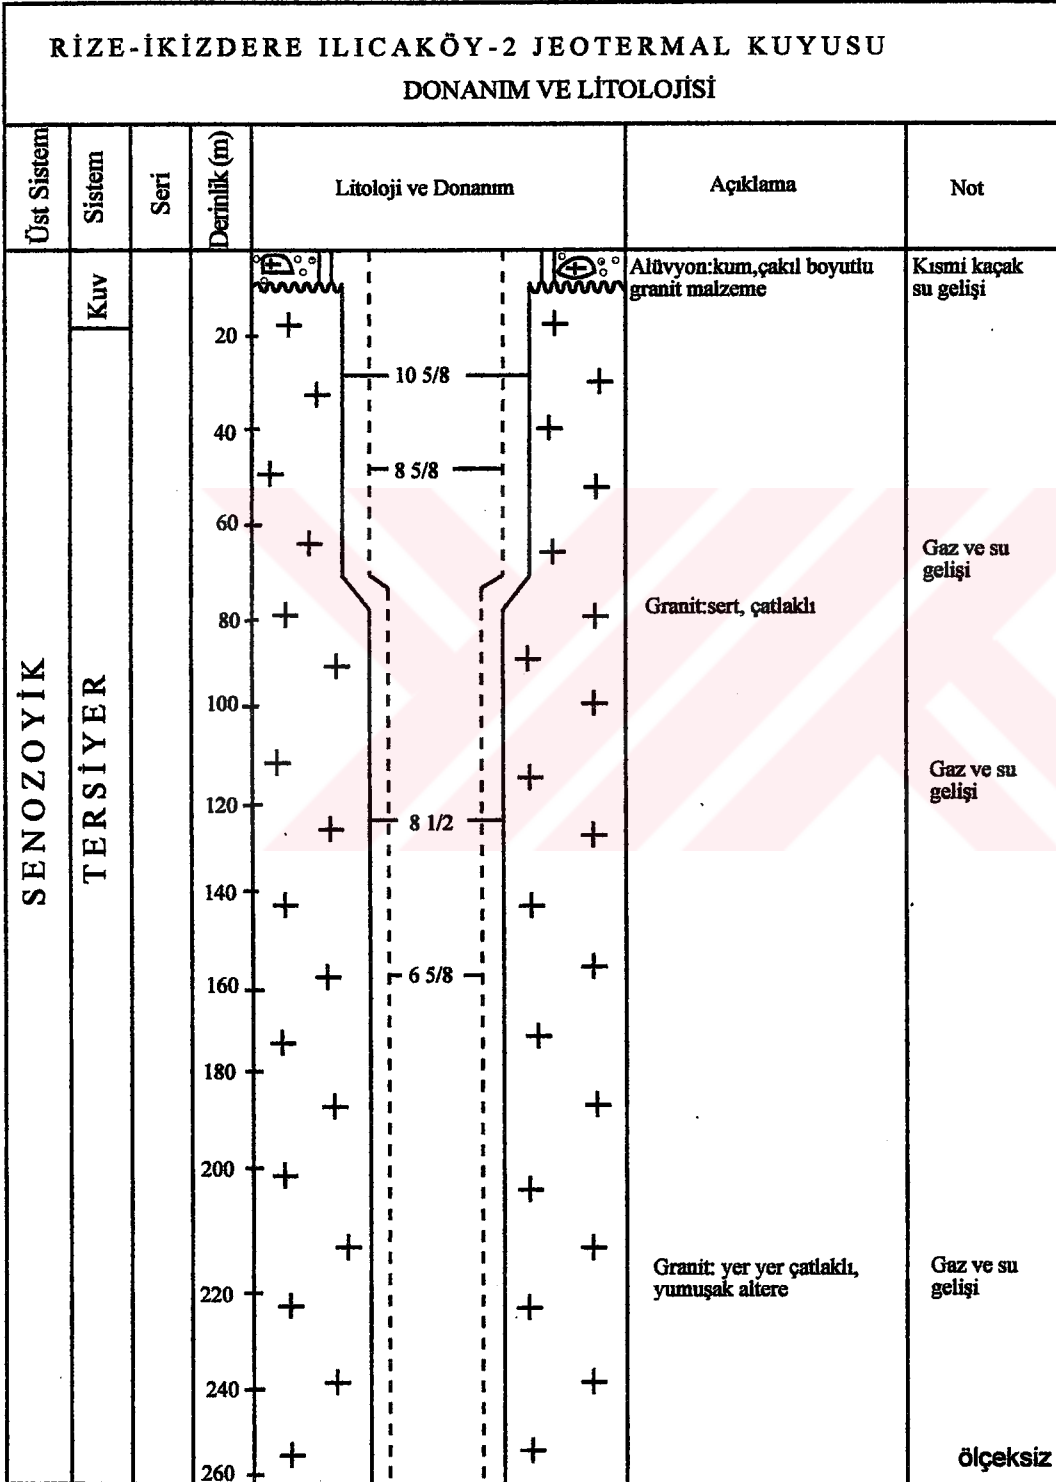 RİZE-İKİZDERE ILICAKÖY-2 JEOTERMAL KUYUSU
DONANIM VE LİTOLOJİSİ
Üst Sistem
Sistem
Seri
Derinlik (m)
Litoloji ve Donanım
Açıklama
Not
Kuv
Alüvyon:kum,çakıl boyutlu
granit malzeme
Kısmi kaçak
su gelişi
20
10 5/8
40
8 5/8
60
Gaz ve su
gelişi
Granit:sert, çatlaklı
80
SENOZOYİK
TERSİYER
100
Gaz ve su
gelişi
120
8 1/2
140
6 5/8
160
180
200
Granit: yer yer çatlaklı,
yumuşak altere
Gaz ve su
gelişi
220
240
ölçeksiz
260